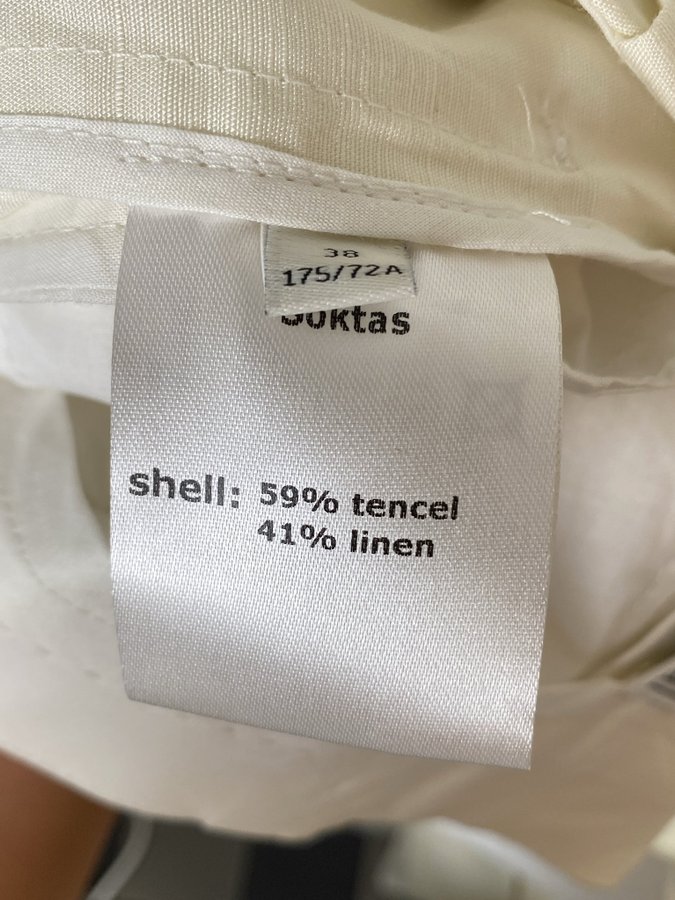 38
175/72A
shell: 59% tencel
41% linen